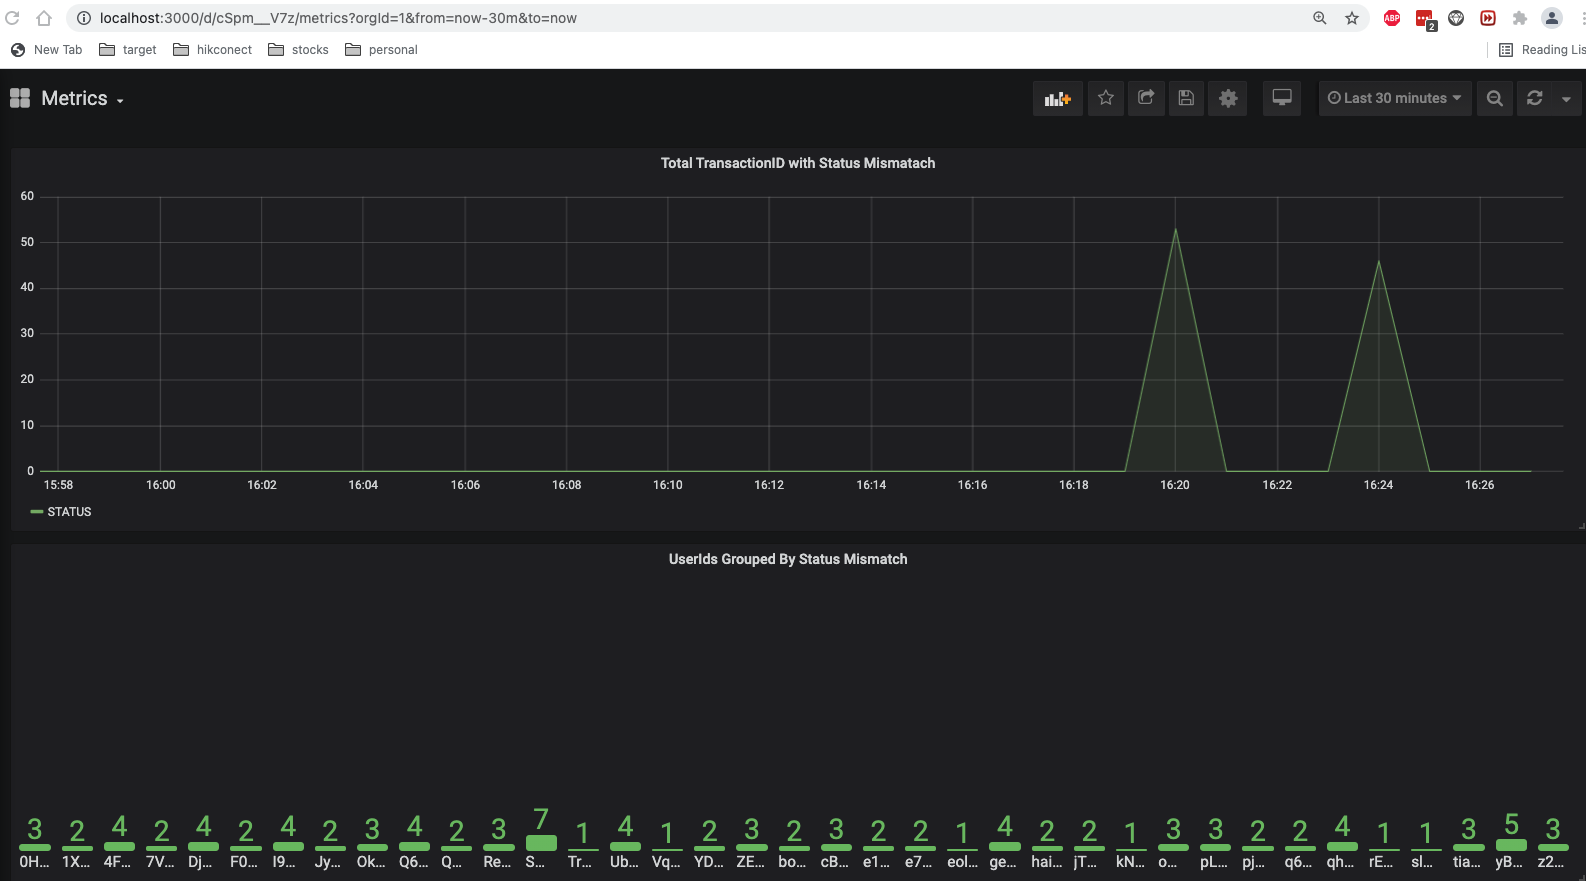 localhost:3000/d/cSpm__V7z/metrics?orgId=1&from=now-30m&to=now
ABP
2
New Tab target hikconect stocks personal Reading Lis
Metrics
Last 30 minutes
Total TransactionID with Status Mismatach
60
50
40
30
20
10
0
15:58 16:00 16:02 16:04 16:06 16:08 16:10 16:12 16:14 16:16 16:18 16:20 16:22 16:24 16:26
STATUS
UserIds Grouped By Status Mismatch
3 2 4 2 4 2 4 2 3 4 2 3 7 1 4 1 2 3 2 3 2 2 1 4 2 2 1 3 3 2 2 4 1 1 3 5 3
0H... 1X... 4F... 7V... Dj... F0... I9... Jy... Ok... Q6... Q... Re... S... Tr... Ub... Vq... YD... ZE... bo... cB... e1... e7... eol... ge... hai... jT... kN... o... pL... pj... q6... qh... rE... sl... tia... yB... z2...